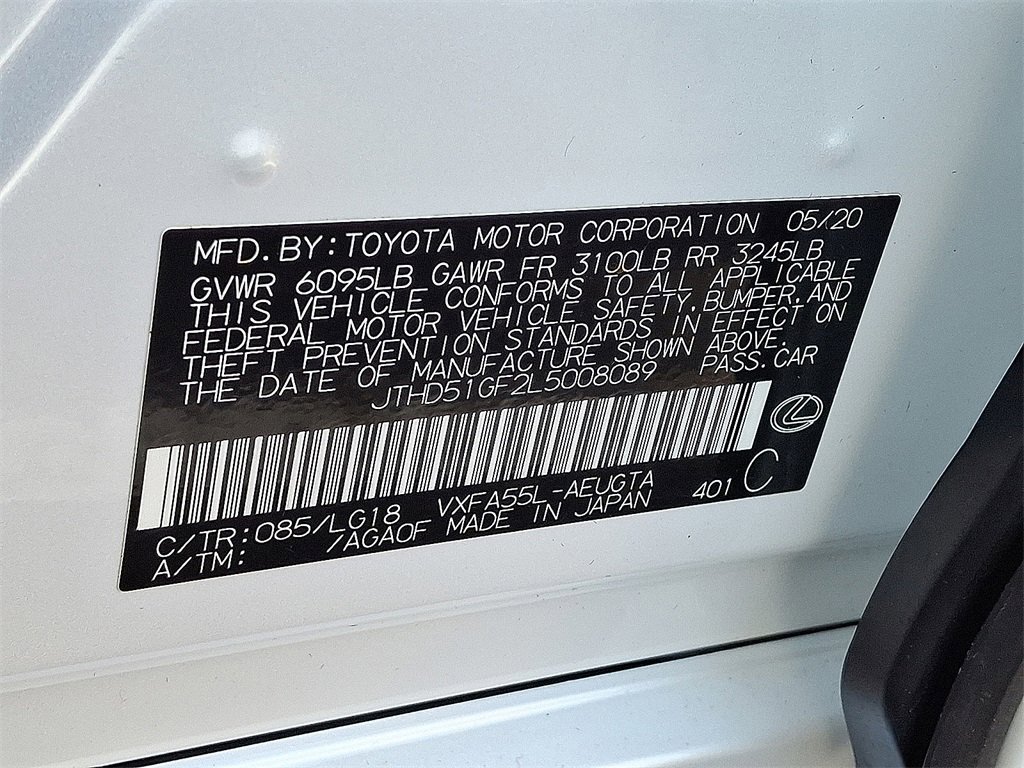 MFD. BY: TOYOTA MOTOR CORPORATION 05/20
GVWR 6095LB GAWR FR 3100LB RR 3245LB
THIS VEHICLE CONFORMS TO ALL APPLICABLE
FEDERAL MOTOR VEHICLE SAFETY, BUMPER, AND
THEFT PREVENTION STANDARDS IN EFFECT ON
THE DATE OF MANUFACTURE SHOWN ABOVE.
JTHD51GF2L5008089 PASS. CAR
C/TR: 085/LG18 VXFA55L-AEUGTA 401 C
A/TM: /AGA0F MADE IN JAPAN